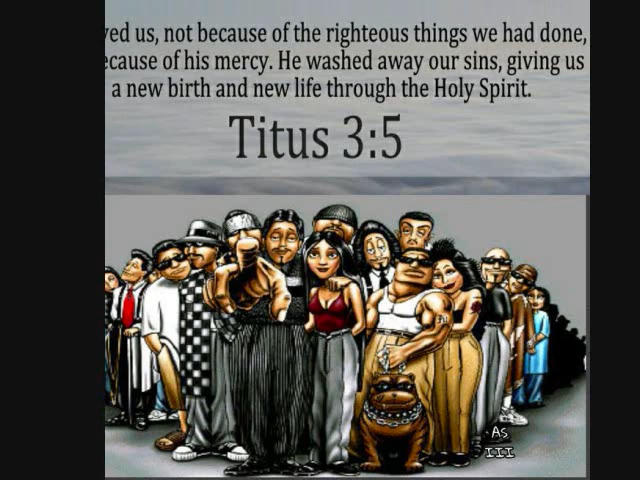 ved us, not because of the righteous things we had done,
ecause of his mercy. He washed away our sins, giving us
a new birth and new life through the Holy Spirit.
Titus 3:5
As
III